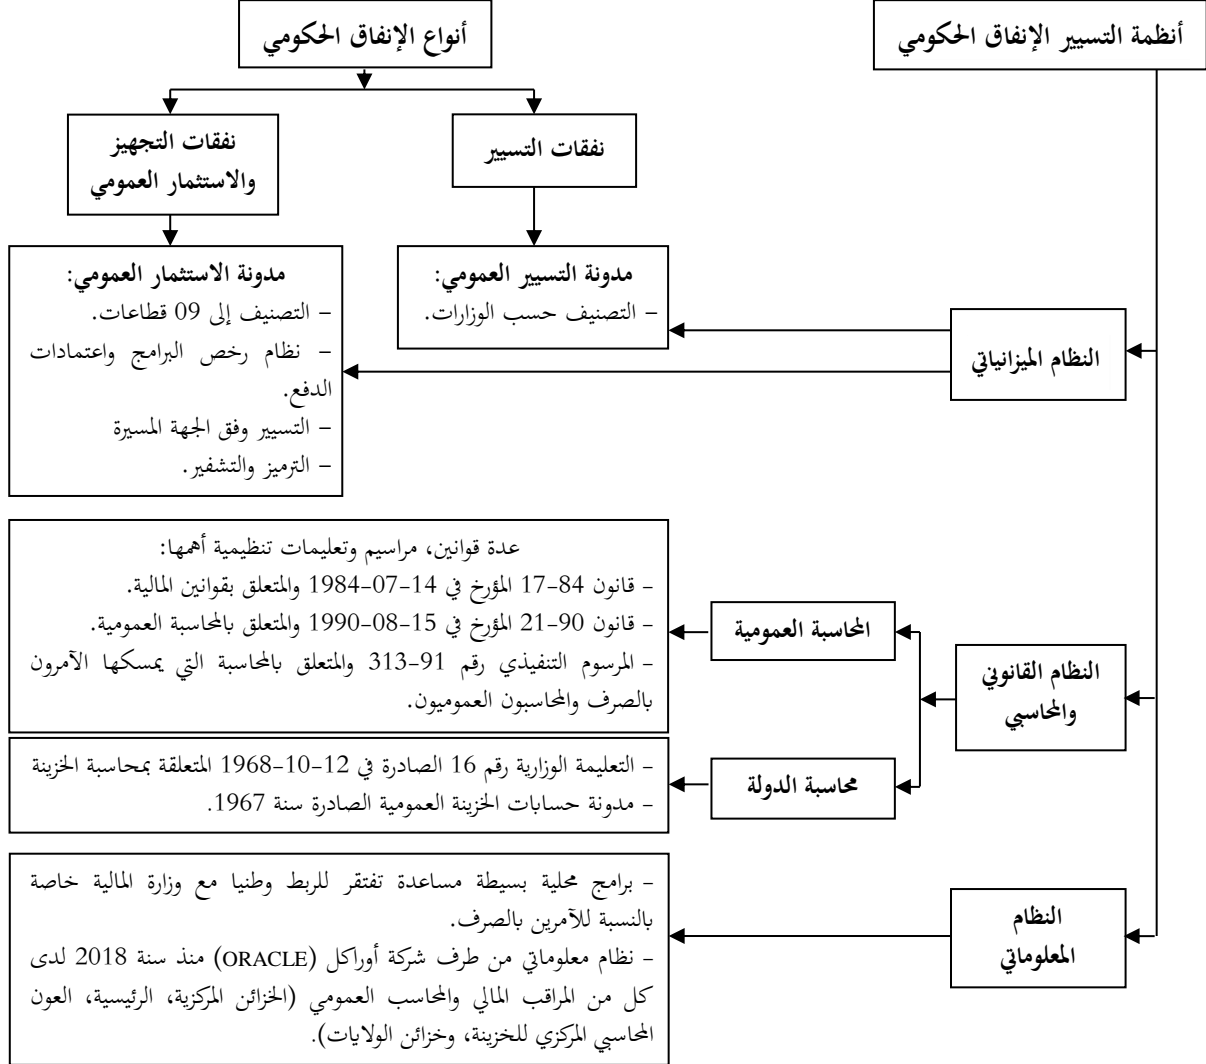 أنظمة التسيير الإنفاق الحكومي
أنواع الإنفاق الحكومي
نفقات التسيير
نفقات التجهيز
والاستثمار العمومي
النظام الميزانياتي
مدونة التسيير العمومي:
– التصنيف حسب الوزارات.
مدونة الاستثمار العمومي:
– التصنيف إلى 09 قطاعات.
– نظام رخص البرامج واعتمادات
الدفع.
– التسيير وفق الجهة المسيرة
– الترميز والتشفير.
النظام القانوني
والمحاسبي
المحاسبة العمومية
عدة قوانين، مراسيم وتعليمات تنظيمية أهمها:
– قانون 84–17 المؤرخ في 14–07–1984 والمتعلق بقوانين المالية.
– قانون 90–21 المؤرخ في 15–08–1990 والمتعلق بالمحاسبة العمومية.
– المرسوم التنفيذي رقم 91–313 والمتعلق بالمحاسبة التي يمسكها الآمرون
بالصرف والمحاسبون العموميون.
محاسبة الدولة
– التعليمة الوزارية رقم 16 الصادرة في 12–10–1968 المتعلقة بمحاسبة الخزينة
– مدونة حسابات الخزينة العمومية الصادرة سنة 1967.
النظام
المعلوماتي
– برامج محلية بسيطة مساعدة تفتقر للربط وطنيا مع وزارة المالية خاصة
بالنسبة للآمرين بالصرف.
– نظام معلوماتي من طرف شركة أوراكل (ORACLE) منذ سنة 2018 لدى
كل من المراقب المالي والمحاسب العمومي (الخزائن المركزية، الرئيسية، العون
المحاسبي المركزي للخزينة، وخزائن الولايات).